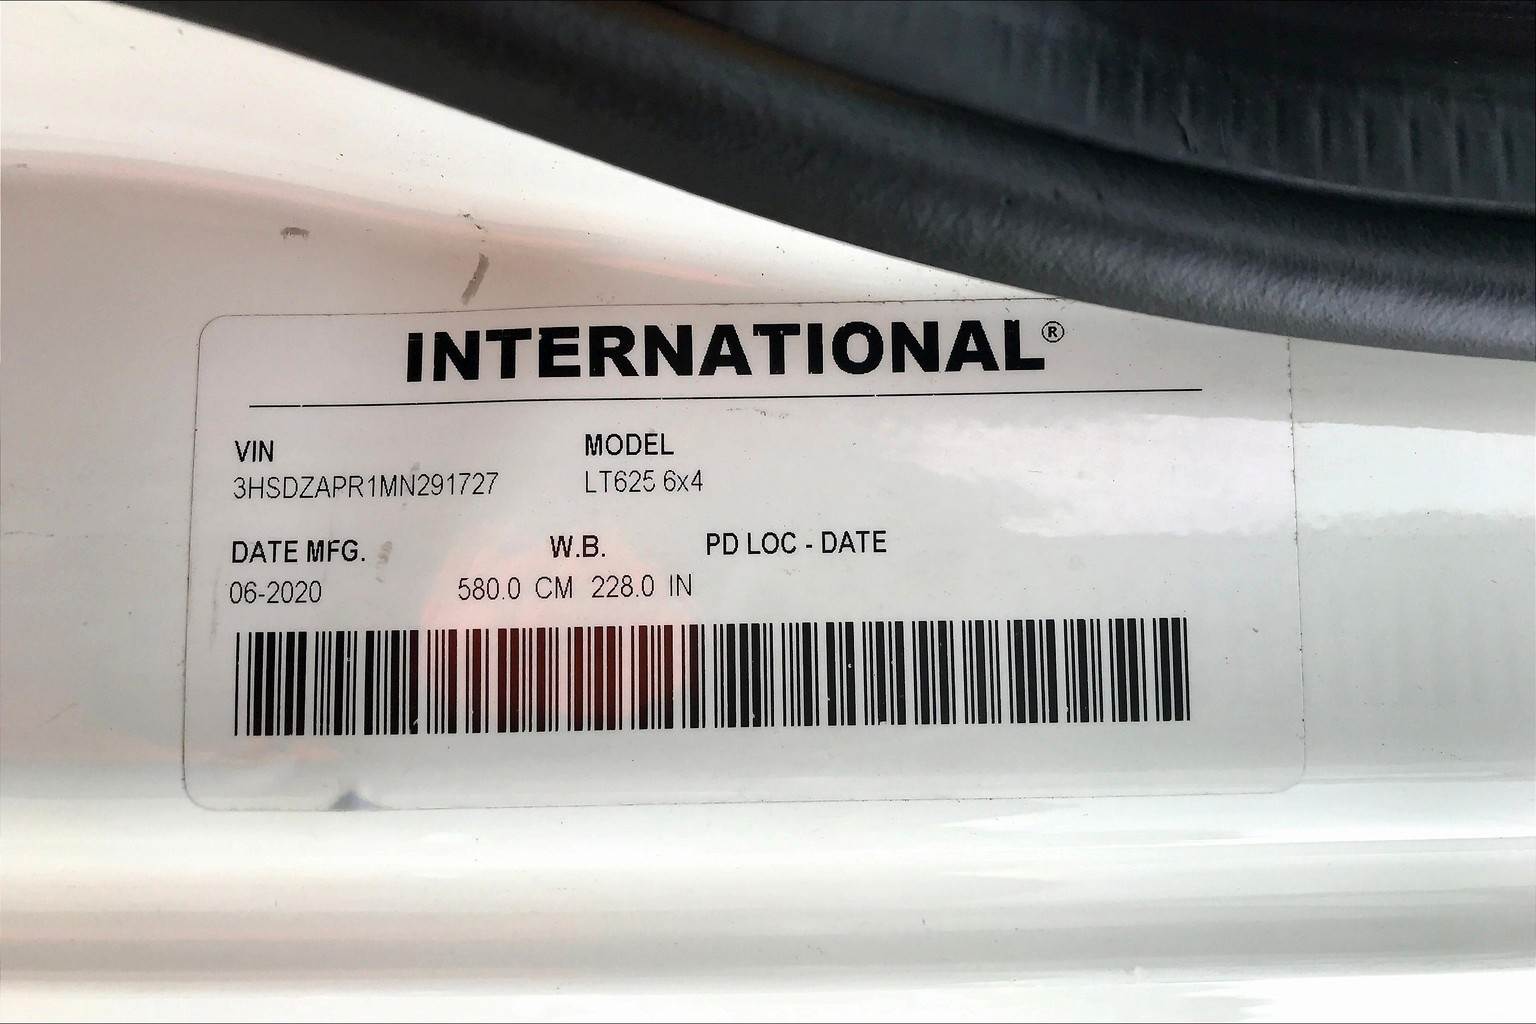 INTERNATIONAL®
VIN MODEL
3HSDZAPR1MN291727 LT625 6x4
DATE MFG. W.B. PD LOC - DATE
06-2020 580.0 CM 228.0 IN